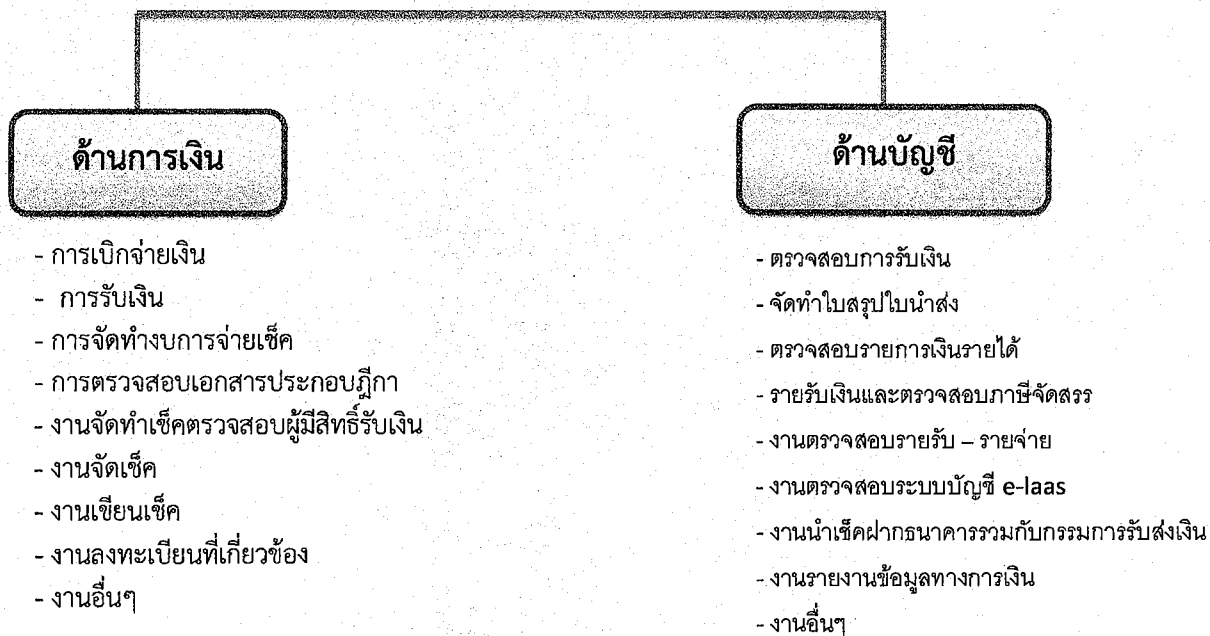 ด้านการเงิน
- การเบิกจ่ายเงิน
- การรับเงิน
- การจัดทำงบการจ่ายเช็ค
- การตรวจสอบเอกสารประกอบฎีกา
- งานจัดทำเช็คตรวจสอบผู้มีสิทธิ์รับเงิน
- งานจัดเช็ค
- งานเขียนเช็ค
- งานลงทะเบียนที่เกี่ยวข้อง
- งานอื่นๆ
ด้านบัญชี
- ตรวจสอบการรับเงิน
- จัดทำใบสรุปใบนำส่ง
- ตรวจสอบรายการเงินรายได้
- รายรับเงินและตรวจสอบภาษีจัดสรร
- งานตรวจสอบรายรับ – รายจ่าย
- งานตรวจสอบระบบบัญชี e-laas
- งานนำเช็คฝากธนาคารรวมกับกรรมการรับส่งเงิน
- งานรายงานข้อมูลทางการเงิน
- งานอื่นๆ